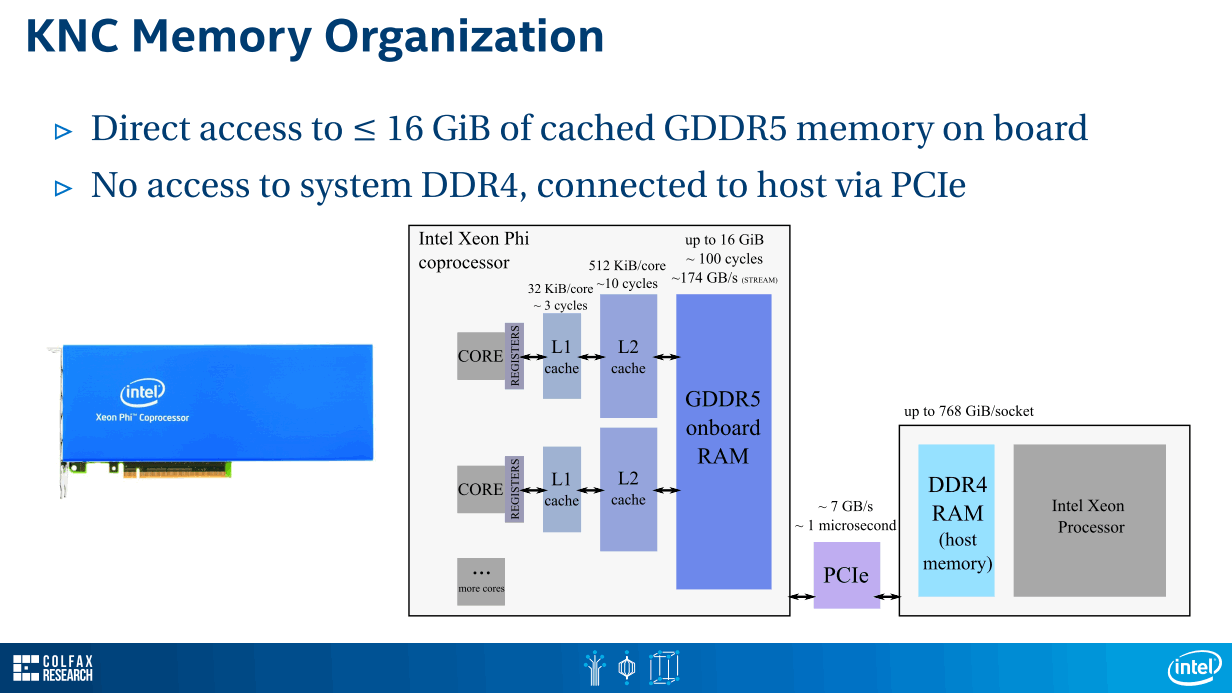 KNC Memory Organization
Direct access to ≤ 16 GiB of cached GDDR5 memory on board
No access to system DDR4, connected to host via PCIe
intel
Xeon Phi™ Coprocessor
Intel Xeon Phi
coprocessor
32 KiB/core
~ 3 cycles
512 KiB/core
~10 cycles
up to 16 GiB
~ 100 cycles
~174 GB/s (STREAM)
CORE
REGISTERS
L1
cache
L2
cache
GDDR5
onboard
RAM
CORE
REGISTERS
L1
cache
L2
cache
...
more cores
~ 7 GB/s
~ 1 microsecond
PCIe
up to 768 GiB/socket
DDR4
RAM
(host
memory)
Intel Xeon
Processor
COLFAX
RESEARCH
intel